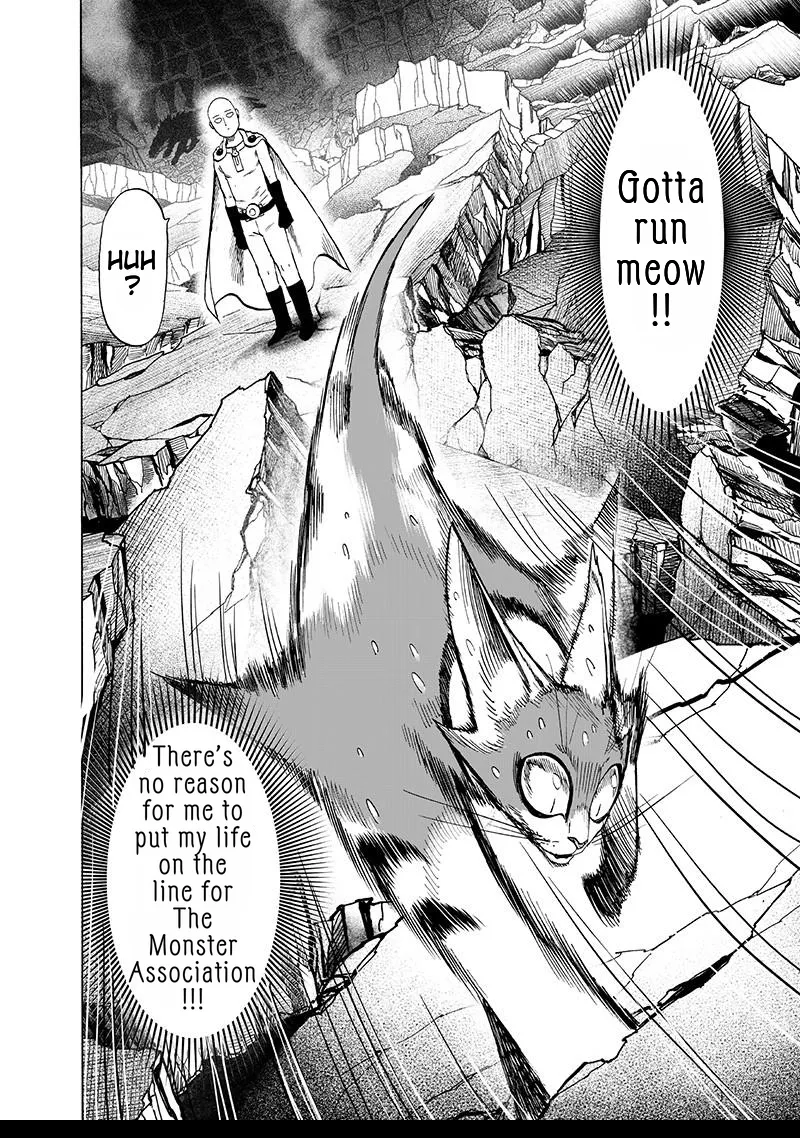 Gotta
run
meow
!!
HUH
?
There's
no reason
for me to
put my life
on the
line for
The
Monster
Association
!!!